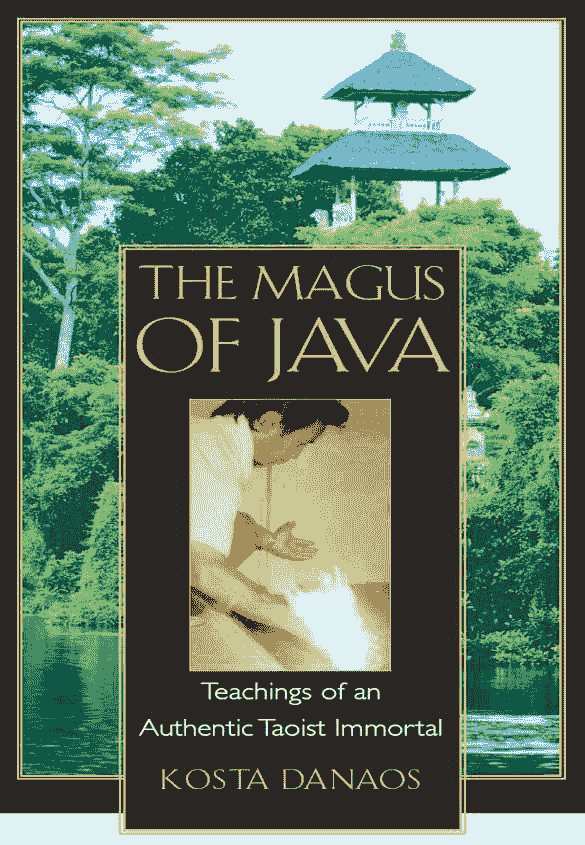 THE MAGUS
OF JAVA
Teachings of an
Authentic Taoist Immortal
KOSTA DANAOS